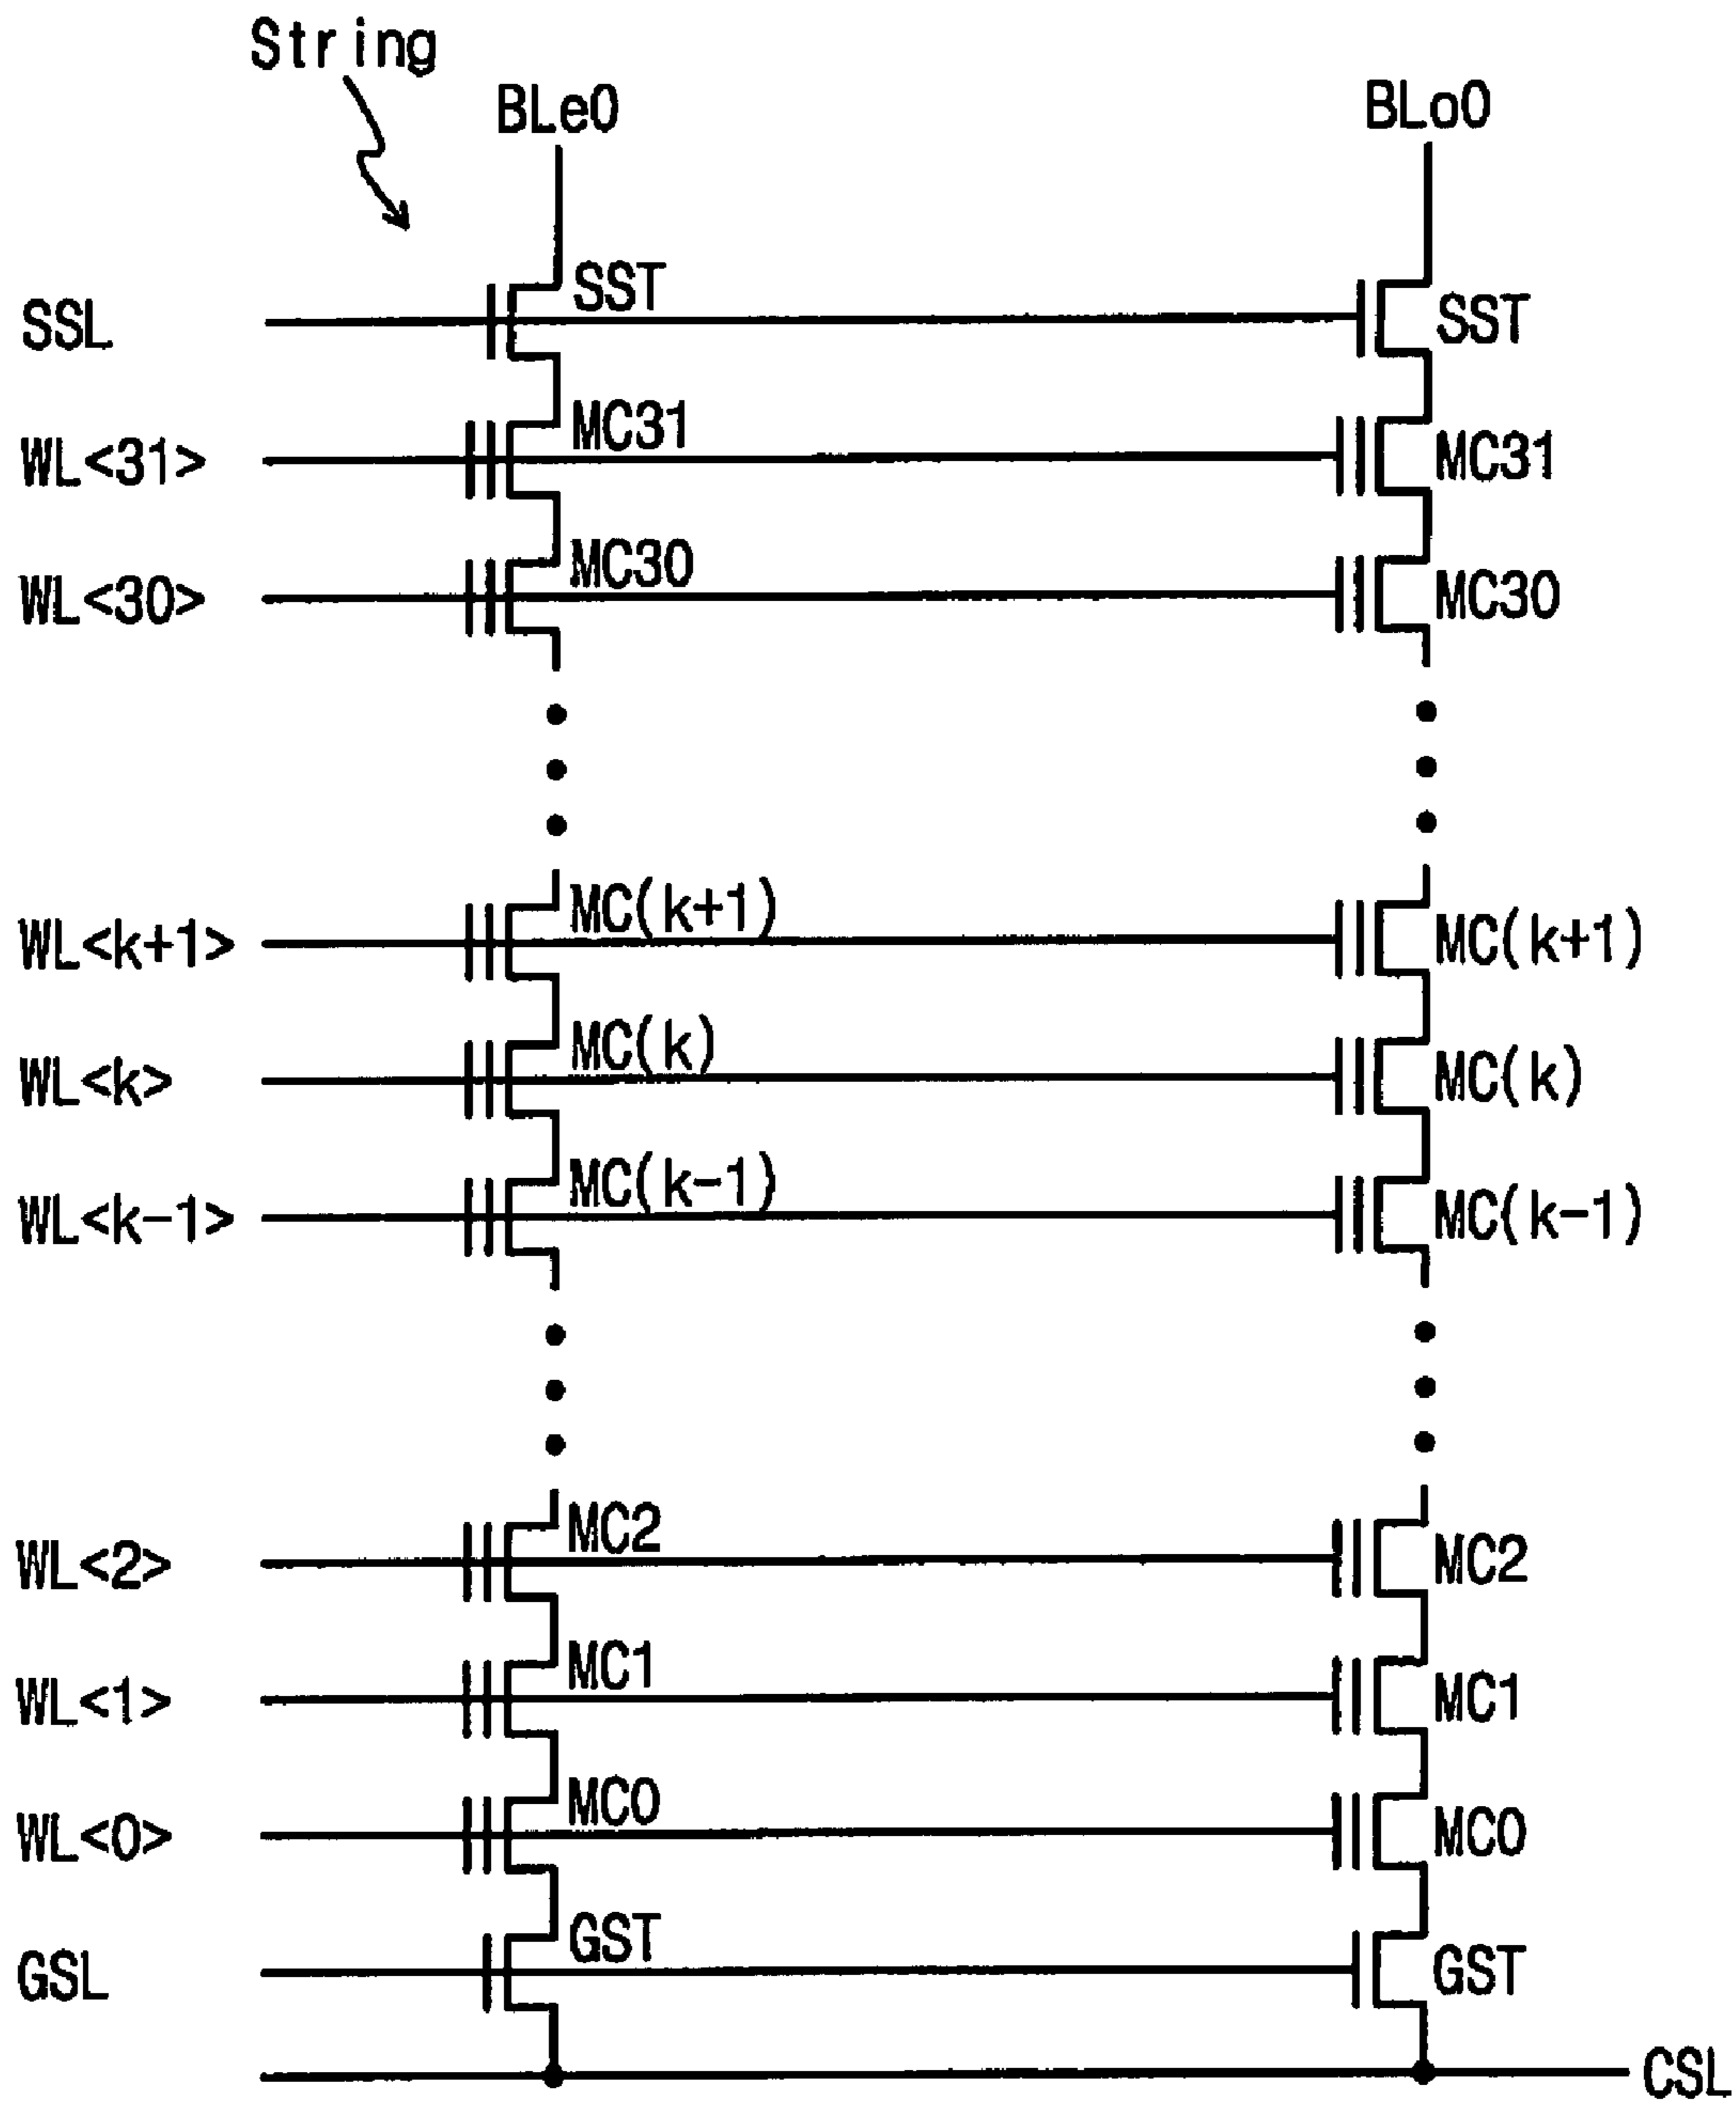 String
BLe0 BLo0
SSL SST SST
WL<31> MC31 MC31
WL<30> MC30 MC30
WL<k+1> MC(k+1) MC(k+1)
WL<k> MC(k) MC(k)
WL<k-1> MC(k-1) MC(k-1)
WL<2> MC2 MC2
WL<1> MC1 MC1
WL<0> MC0 MC0
GSL GST GST
CSL